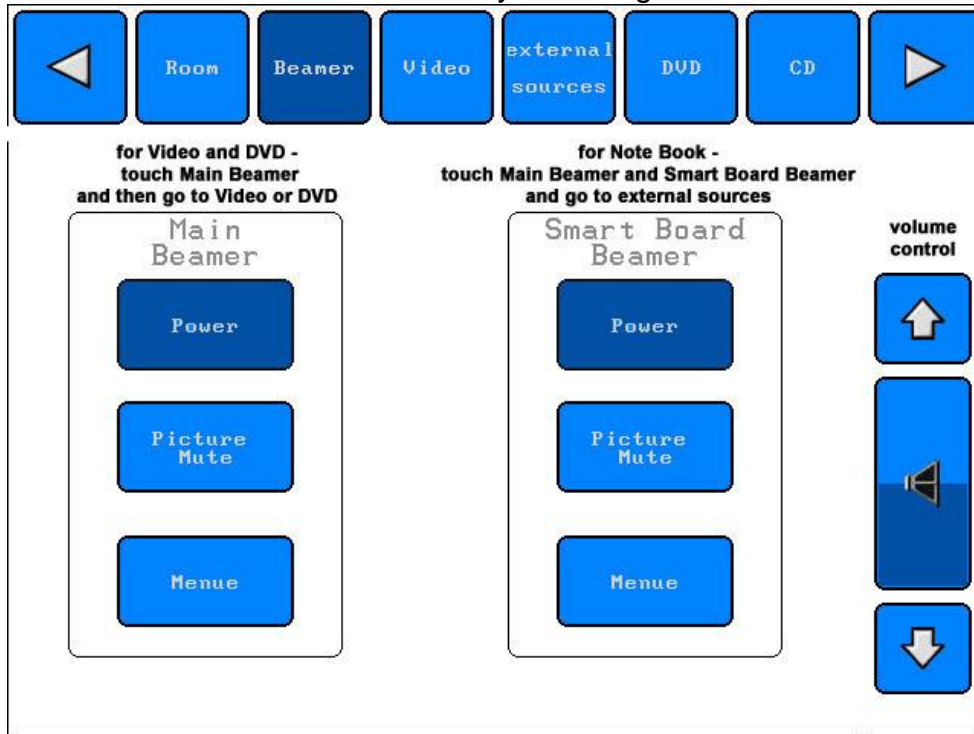 Room Beamer Video external sources DVD CD
for Video and DVD -
touch Main Beamer
and then go to Video or DVD
Main
Beamer
Power
Picture
Mute
Menue
for Note Book -
touch Main Beamer and Smart Board Beamer
and go to external sources
Smart Board
Beamer
Power
Picture
Mute
Menue
volume
control